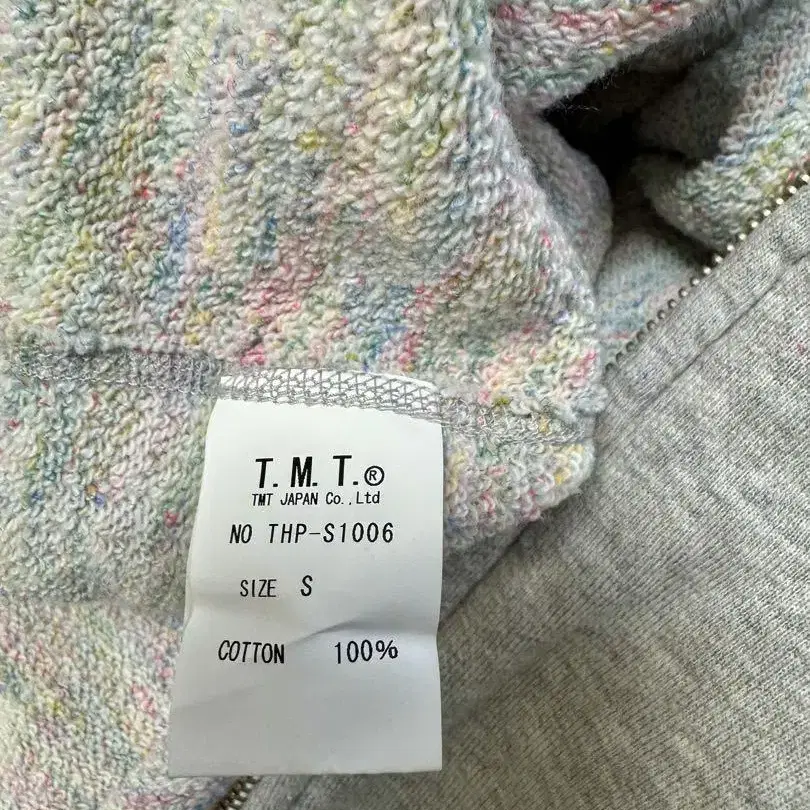 T.M.T.®
TMT JAPAN Co.,Ltd
NO THP-S1006
SIZE S
COTTON 100%